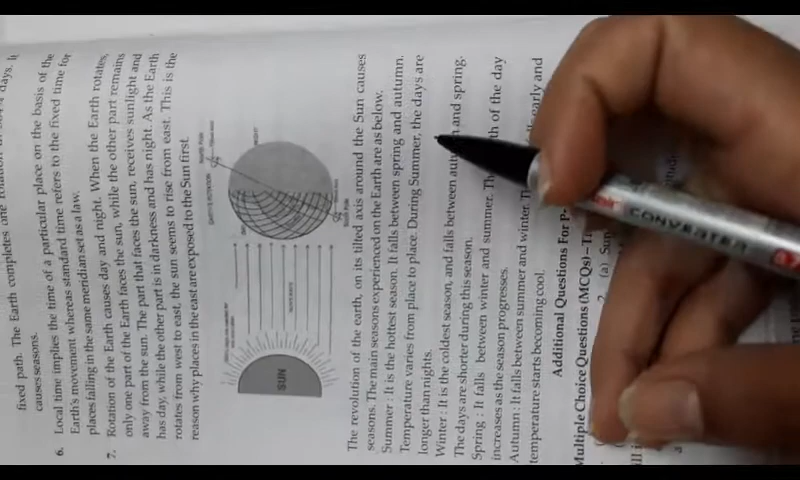 days. It
fixed path. The Earth completes one rotation
causes seasons.
6. Local time implies the time of a particular place on the basis of the
Earth's movement whereas standard time refers to the fixed time for
places falling in the same meridian set as a law.
7. Rotation of the Earth causes day and night. When the Earth rotates,
only one part of the Earth faces the sun, while the other part remains
away from the sun. The part that faces the sun, receives sunlight and
has day, while the other part is in darkness and has night. As the Earth
rotates from west to east, the sun seems to rise from east. This is the
reason why places in the east are exposed to the Sun first.
SUN
NIGHT
The revolution of the earth, on its tilted axis around the Sun causes
seasons. The main seasons experienced on the Earth are as below.
Summer : It is the hottest season. It falls between spring and autumn.
Temperature varies from place to place. During Summer, the days are
longer than nights.
Winter : It is the coldest season, and falls between and spring.
The days are shorter during this season.
Spring : It falls between winter and summer. of the day
increases as the season progresses.
Autumn : It falls between summer and winter. early and
temperature starts becoming cool.
Additional Questions For
Multiple Choice Questions (MCQs) –
2. (a)
CONVERTER